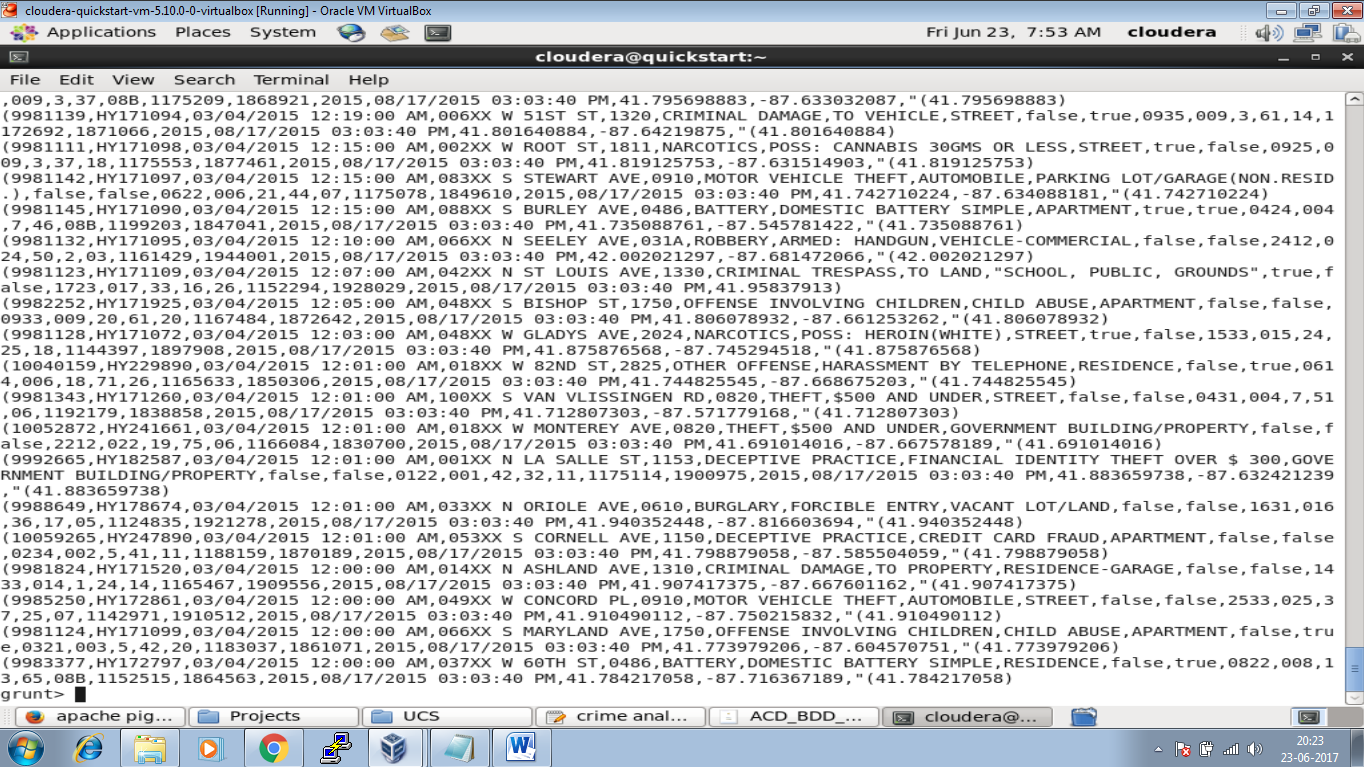 cloudera-quickstart-vm-5.10.0-0-virtualbox [Running] - Oracle VM VirtualBox
Applications Places System Fri Jun 23, 7:53 AM cloudera
cloudera@quickstart:~
File Edit View Search Terminal Help
,009,3,37,08B,1175209,1868921,2015,08/17/2015 03:03:40 PM,41.795698883,-87.633032087,"(41.795698883)
(9981139,HY171094,03/04/2015 12:19:00 AM,006XX W 51ST ST,1320,CRIMINAL DAMAGE,TO VEHICLE,STREET,false,true,0935,009,3,61,14,1
172692,1871066,2015,08/17/2015 03:03:40 PM,41.801640884,-87.64219875,"(41.801640884)
(9981111,HY171098,03/04/2015 12:15:00 AM,002XX W ROOT ST,1811,NARCOTICS,POSS: CANNABIS 30GMS OR LESS,STREET,true,false,0925,0
09,3,37,18,1175553,1877461,2015,08/17/2015 03:03:40 PM,41.819125753,-87.631514903,"(41.819125753)
(9981142,HY171097,03/04/2015 12:15:00 AM,083XX S STEWART AVE,0910,MOTOR VEHICLE THEFT,AUTOMOBILE,PARKING LOT/GARAGE(NON.RESID
.),false,false,0622,006,21,44,07,1175078,1849610,2015,08/17/2015 03:03:40 PM,41.742710224,-87.634088181,"(41.742710224)
(9981145,HY171090,03/04/2015 12:15:00 AM,088XX S BURLEY AVE,0486,BATTERY,DOMESTIC BATTERY SIMPLE,APARTMENT,true,true,0424,004
,7,46,08B,1199203,1847041,2015,08/17/2015 03:03:40 PM,41.735088761,-87.545781422,"(41.735088761)
(9981132,HY171095,03/04/2015 12:10:00 AM,066XX N SEELEY AVE,031A,ROBBERY,ARMED: HANDGUN,VEHICLE-COMMERCIAL,false,false,2412,0
24,50,2,03,1161429,1944001,2015,08/17/2015 03:03:40 PM,42.002021297,-87.681472066,"(42.002021297)
(9981123,HY171109,03/04/2015 12:07:00 AM,042XX N ST LOUIS AVE,1330,CRIMINAL TRESPASS,TO LAND,"SCHOOL, PUBLIC, GROUNDS",true,f
alse,1723,017,33,16,26,1152294,1928029,2015,08/17/2015 03:03:40 PM,41.95837913)
(9982252,HY171925,03/04/2015 12:05:00 AM,048XX S BISHOP ST,1750,OFFENSE INVOLVING CHILDREN,CHILD ABUSE,APARTMENT,false,false,
0933,009,20,61,20,1167484,1872642,2015,08/17/2015 03:03:40 PM,41.806078932,-87.661253262,"(41.806078932)
(9981128,HY171072,03/04/2015 12:03:00 AM,048XX W GLADYS AVE,2024,NARCOTICS,POSS: HEROIN(WHITE),STREET,true,false,1533,015,24,
25,18,1144397,1897908,2015,08/17/2015 03:03:40 PM,41.875876568,-87.745294518,"(41.875876568)
(10040159,HY229890,03/04/2015 12:01:00 AM,018XX W 82ND ST,2825,OTHER OFFENSE,HARASSMENT BY TELEPHONE,RESIDENCE,false,true,061
4,006,18,71,26,1165633,1850306,2015,08/17/2015 03:03:40 PM,41.744825545,-87.668675203,"(41.744825545)
(9981343,HY171260,03/04/2015 12:01:00 AM,100XX S VAN VLISSINGEN RD,0820,THEFT,$500 AND UNDER,STREET,false,false,0431,004,7,51
,06,1192179,1838858,2015,08/17/2015 03:03:40 PM,41.712807303,-87.571779168,"(41.712807303)
(10052872,HY241661,03/04/2015 12:01:00 AM,018XX W MONTEREY AVE,0820,THEFT,$500 AND UNDER,GOVERNMENT BUILDING/PROPERTY,false,f
alse,2212,022,19,75,06,1166084,1830700,2015,08/17/2015 03:03:40 PM,41.691014016,-87.667578189,"(41.691014016)
(9992665,HY182587,03/04/2015 12:01:00 AM,001XX N LA SALLE ST,1153,DECEPTIVE PRACTICE,FINANCIAL IDENTITY THEFT OVER $ 300,GOVE
RNMENT BUILDING/PROPERTY,false,false,0122,001,42,32,11,1175114,1900975,2015,08/17/2015 03:03:40 PM,41.883659738,-87.632421239
,"(41.883659738)
(9988649,HY178674,03/04/2015 12:01:00 AM,033XX N ORIOLE AVE,0610,BURGLARY,FORCIBLE ENTRY,VACANT LOT/LAND,false,false,1631,016
,36,17,05,1124835,1921278,2015,08/17/2015 03:03:40 PM,41.940352448,-87.816603694,"(41.940352448)
(10059265,HY247890,03/04/2015 12:01:00 AM,053XX S CORNELL AVE,1150,DECEPTIVE PRACTICE,CREDIT CARD FRAUD,APARTMENT,false,false
,0234,002,5,41,11,1188159,1870189,2015,08/17/2015 03:03:40 PM,41.798879058,-87.585504059,"(41.798879058)
(9981824,HY171520,03/04/2015 12:01:00 AM,014XX N ASHLAND AVE,1310,CRIMINAL DAMAGE,TO PROPERTY,RESIDENCE-GARAGE,false,false,14
33,014,1,24,14,1165467,1909556,2015,08/17/2015 03:03:40 PM,41.907417375,-87.667601162,"(41.907417375)
(9985250,HY172861,03/04/2015 12:00:00 AM,049XX W CONCORD PL,0910,MOTOR VEHICLE THEFT,AUTOMOBILE,STREET,false,false,2533,025,3
7,25,07,1142971,1910512,2015,08/17/2015 03:03:40 PM,41.910490112,-87.750215832,"(41.910490112)
(9981124,HY171099,03/04/2015 12:00:00 AM,066XX S MARYLAND AVE,1750,OFFENSE INVOLVING CHILDREN,CHILD ABUSE,APARTMENT,false,tru
e,0321,003,5,42,20,1183037,1861071,2015,08/17/2015 03:03:40 PM,41.773979206,-87.604570751,"(41.773979206)
(9983377,HY172797,03/04/2015 12:00:00 AM,037XX W 60TH ST,0486,BATTERY,DOMESTIC BATTERY SIMPLE,RESIDENCE,false,true,0822,008,1
3,65,08B,1152515,1864563,2015,08/17/2015 03:03:40 PM,41.784217058,-87.716367189,"(41.784217058)
grunt>
apache pig... Projects UCS crime anal... ACD_BDD_... cloudera@...
20:23
23-06-2017